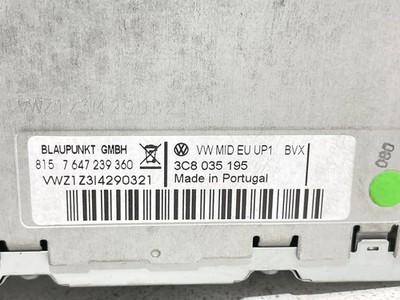 VWZ1Z3I4290321
BLAUPUNKT GMBH
815 7 647 239 360
VWZ1Z3I4290321
VW MID EU UP1 BVX
3C8 035 195
Made in Portugal
080